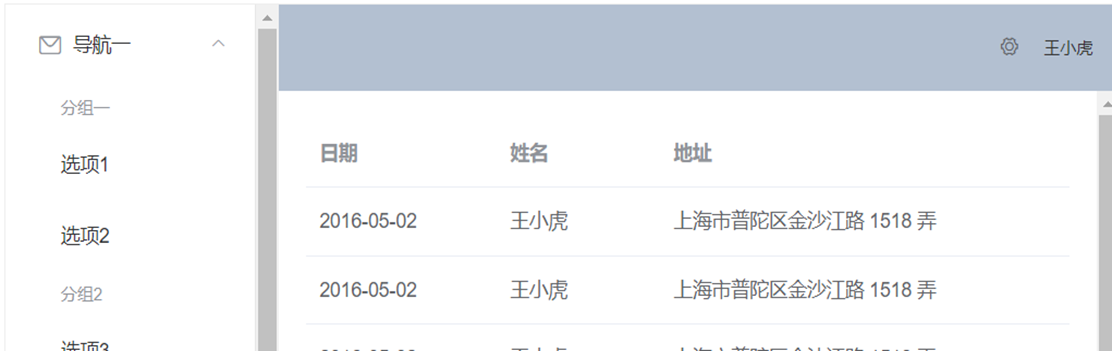 导航一
分组一
选项1
选项2
分组2
选项3
王小虎
日期 姓名 地址
2016-05-02 王小虎 上海市普陀区金沙江路 1518 弄
2016-05-02 王小虎 上海市普陀区金沙江路 1518 弄